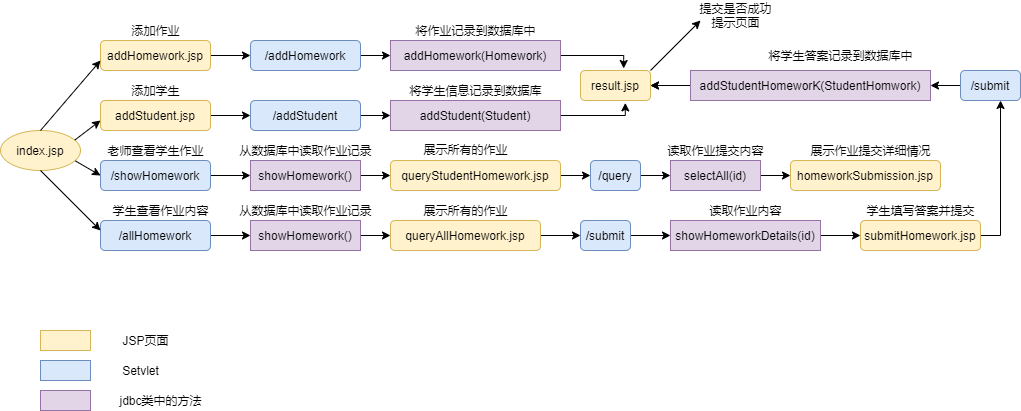 提交是否成功
提示页面
添加作业
将作业记录到数据库中
addHomework.jsp
/addHomework
addHomework(Homework)
将学生答案记录到数据库中
添加学生
将学生信息记录到数据库
result.jsp
addStudentHomeworK(StudentHomwork)
/submit
addStudent.jsp
/addStudent
addStudent(Student)
index.jsp
老师查看学生作业
从数据库中读取作业记录
展示所有的作业
读取作业提交内容
展示作业提交详细情况
/showHomework
showHomework()
queryStudentHomework.jsp
/query
selectAll(id)
homeworkSubmission.jsp
学生查看作业内容
从数据库中读取作业记录
展示所有的作业
读取作业内容
学生填写答案并提交
/allHomework
showHomework()
queryAllHomework.jsp
/submit
showHomeworkDetails(id)
submitHomework.jsp
JSP页面
Setvlet
jdbc类中的方法